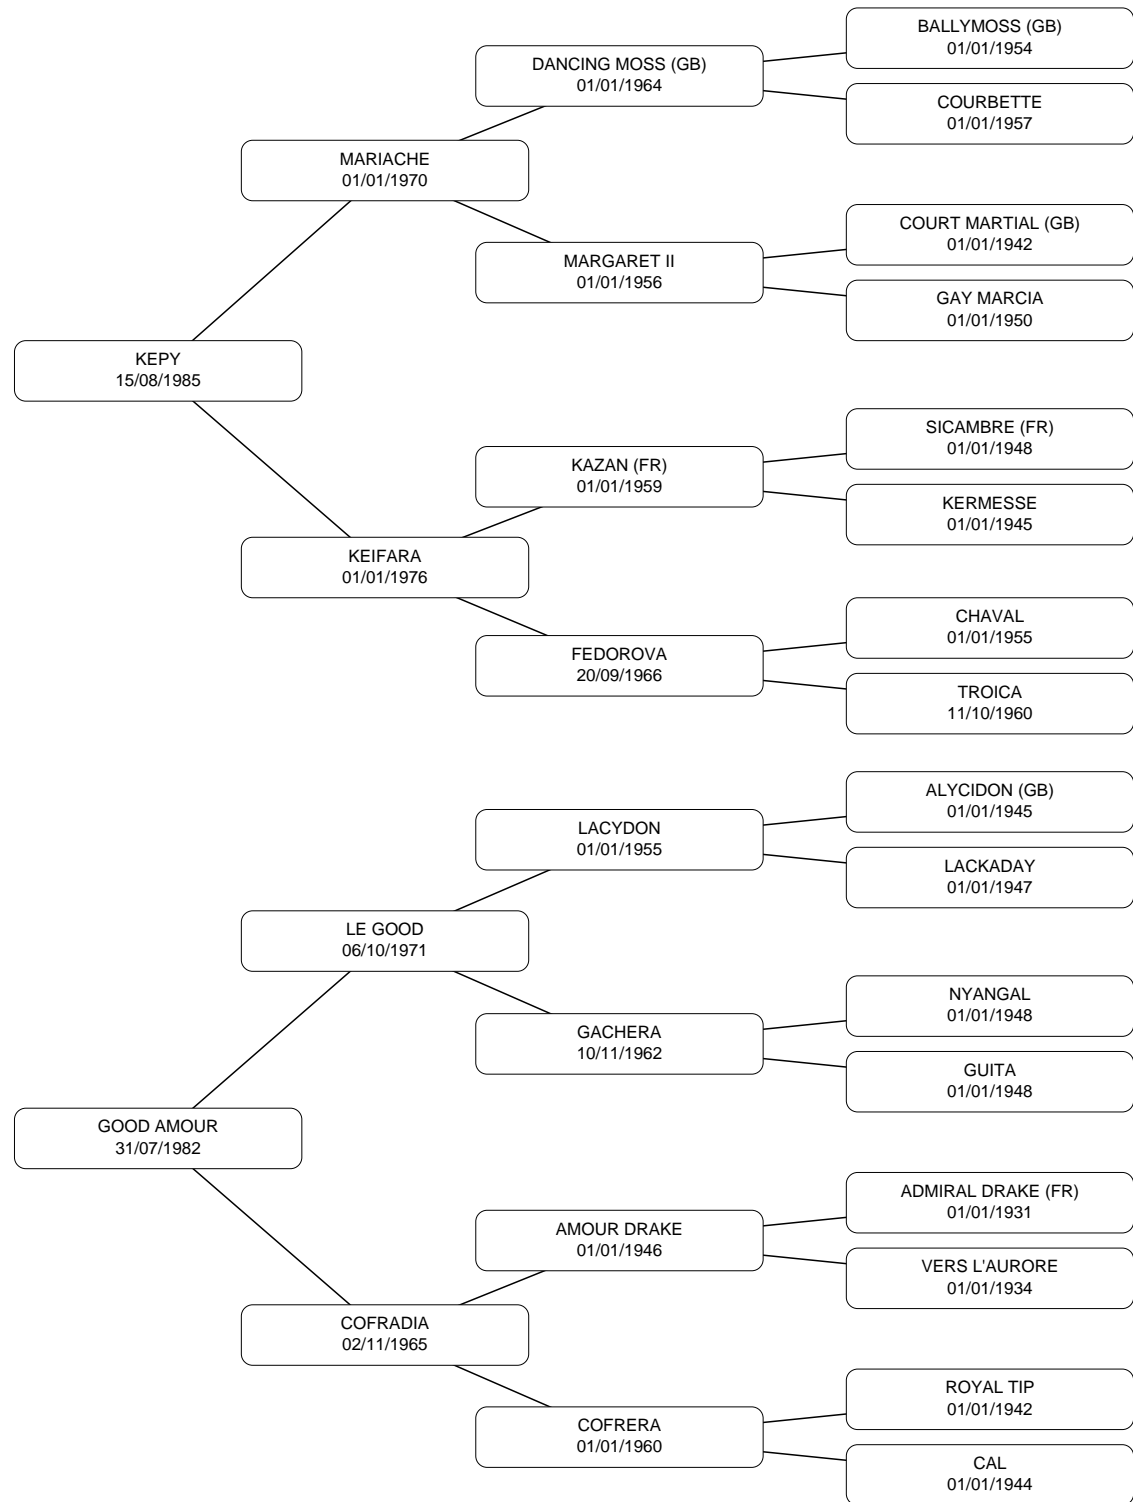 BALLYMOSS (GB)
01/01/1954
DANCING MOSS (GB)
01/01/1964
COURBETTE
01/01/1957
MARIACHE
01/01/1970
COURT MARTIAL (GB)
01/01/1942
MARGARET II
01/01/1956
GAY MARCIA
01/01/1950
KEPY
15/08/1985
SICAMBRE (FR)
01/01/1948
KAZAN (FR)
01/01/1959
KERMESSE
01/01/1945
KEIFARA
01/01/1976
CHAVAL
01/01/1955
FEDOROVA
20/09/1966
TROICA
11/10/1960
ALYCIDON (GB)
01/01/1945
LACYDON
01/01/1955
LACKADAY
01/01/1947
LE GOOD
06/10/1971
NYANGAL
01/01/1948
GACHERA
10/11/1962
GUITA
01/01/1948
GOOD AMOUR
31/07/1982
ADMIRAL DRAKE (FR)
01/01/1931
AMOUR DRAKE
01/01/1946
VERS L'AURORE
01/01/1934
COFRADIA
02/11/1965
ROYAL TIP
01/01/1942
COFRERA
01/01/1960
CAL
01/01/1944